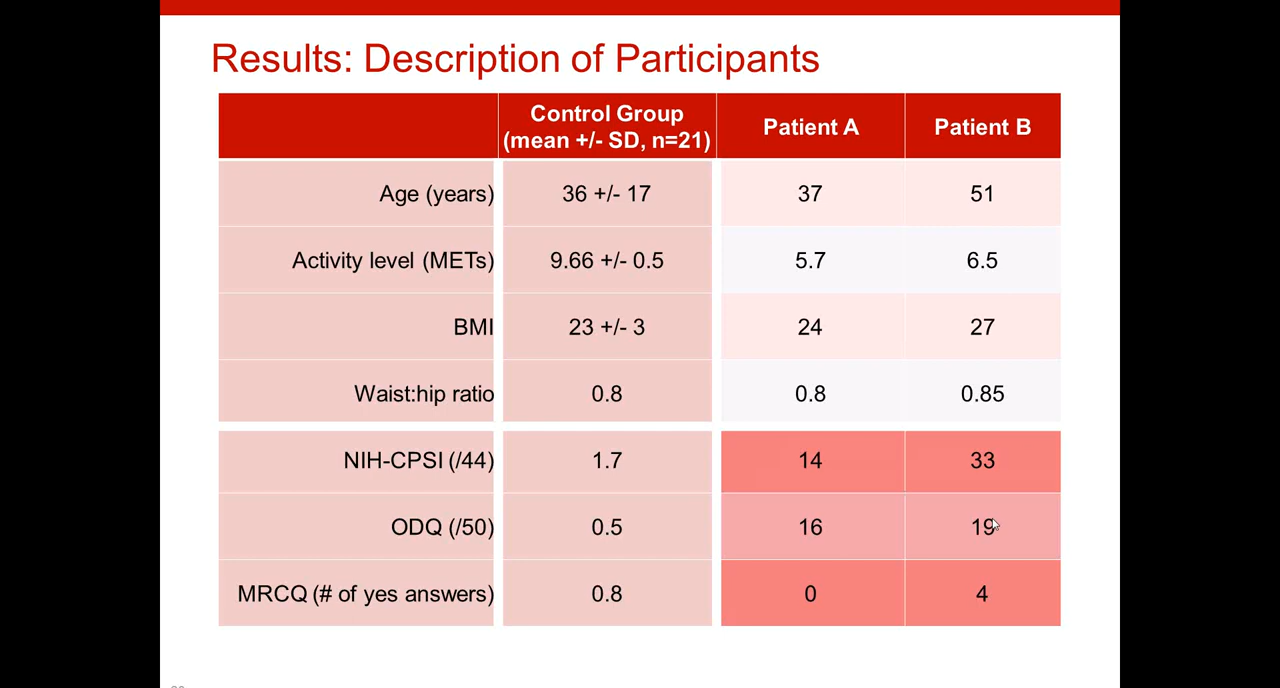 Results: Description of Participants
Control Group
(mean +/- SD, n=21)
Patient A
Patient B
Age (years)
36 +/- 17
37
51
Activity level (METs)
9.66 +/- 0.5
5.7
6.5
BMI
23 +/- 3
24
27
Waist:hip ratio
0.8
0.8
0.85
NIH-CPSI (/44)
1.7
14
33
ODQ (/50)
0.5
16
19
MRCQ (# of yes answers)
0.8
0
4